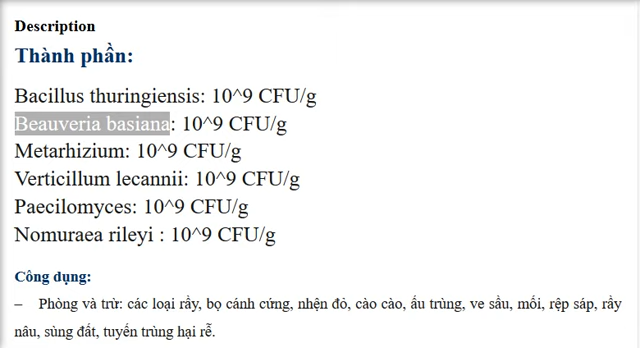 Description
Thành phần:
Bacillus thuringiensis: 10^9 CFU/g
Beauveria basiana: 10^9 CFU/g
Metarhizium: 10^9 CFU/g
Verticillum lecannii: 10^9 CFU/g
Paecilomyces: 10^9 CFU/g
Nomuraea rileyi : 10^9 CFU/g
Công dụng:
– Phòng và trừ: các loại rầy, bọ cánh cứng, nhện đỏ, cào cào, ấu trùng, ve sầu, mối, rệp sáp, rầy
nâu, sùng đất, tuyến trùng hại rễ.